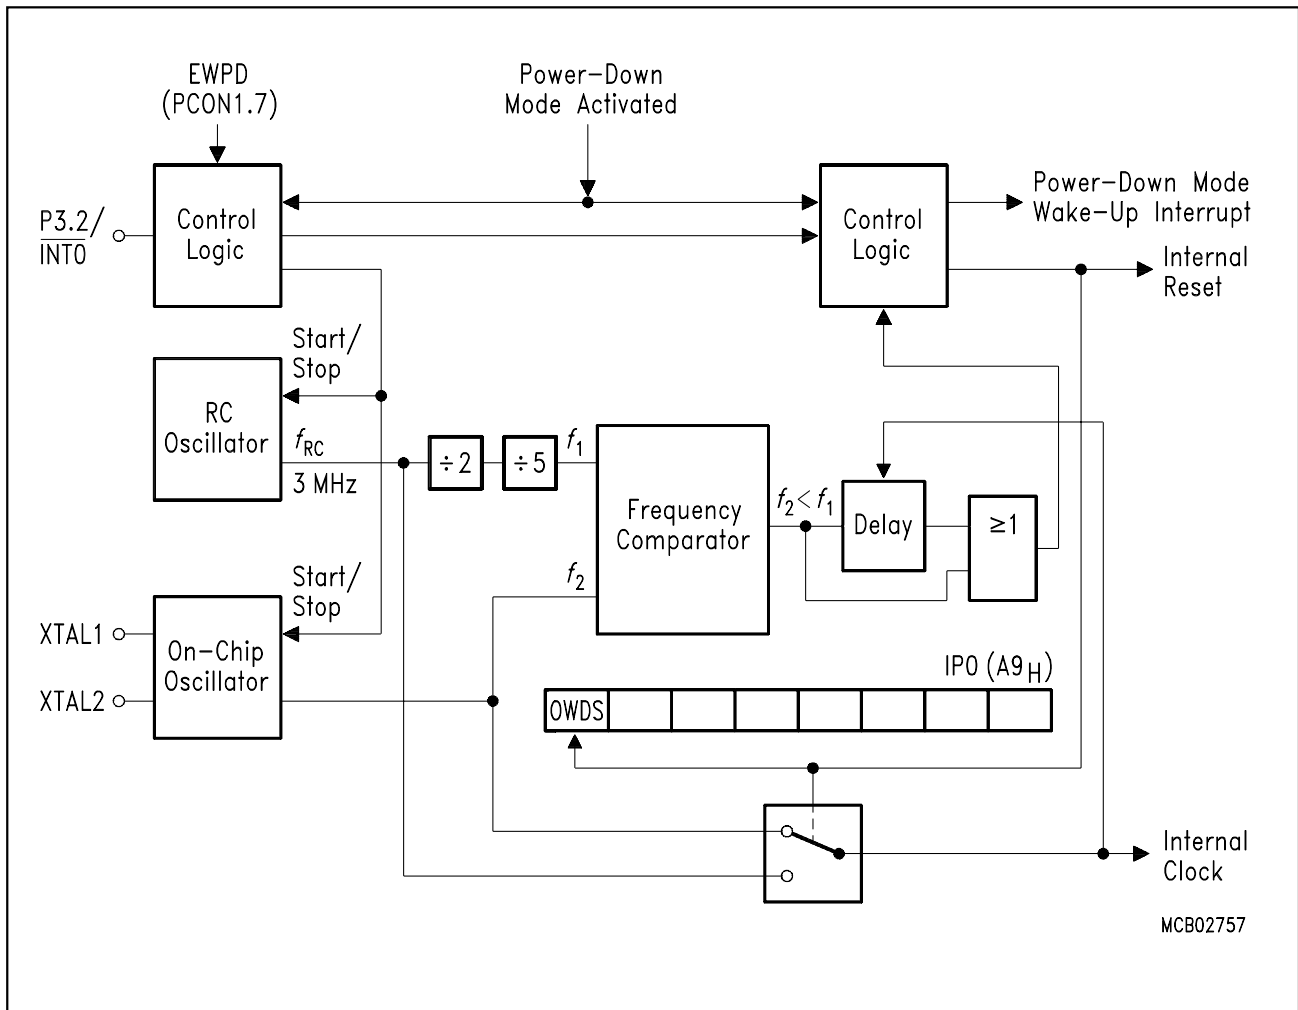 EWPD
(PCON1.7)
Power-Down
Mode Activated
P3.2/
INT0
Control
Logic
Control
Logic
Power-Down Mode
Wake-Up Interrupt
Internal
Reset
Start/
Stop
RC
Oscillator
fRC
3 MHz
÷2
÷5
f1
Frequency
Comparator
f2<f1
Delay
≥1
f2
Start/
Stop
XTAL1
XTAL2
On-Chip
Oscillator
IP0 (A9H)
OWDS
Internal
Clock
MCB02757